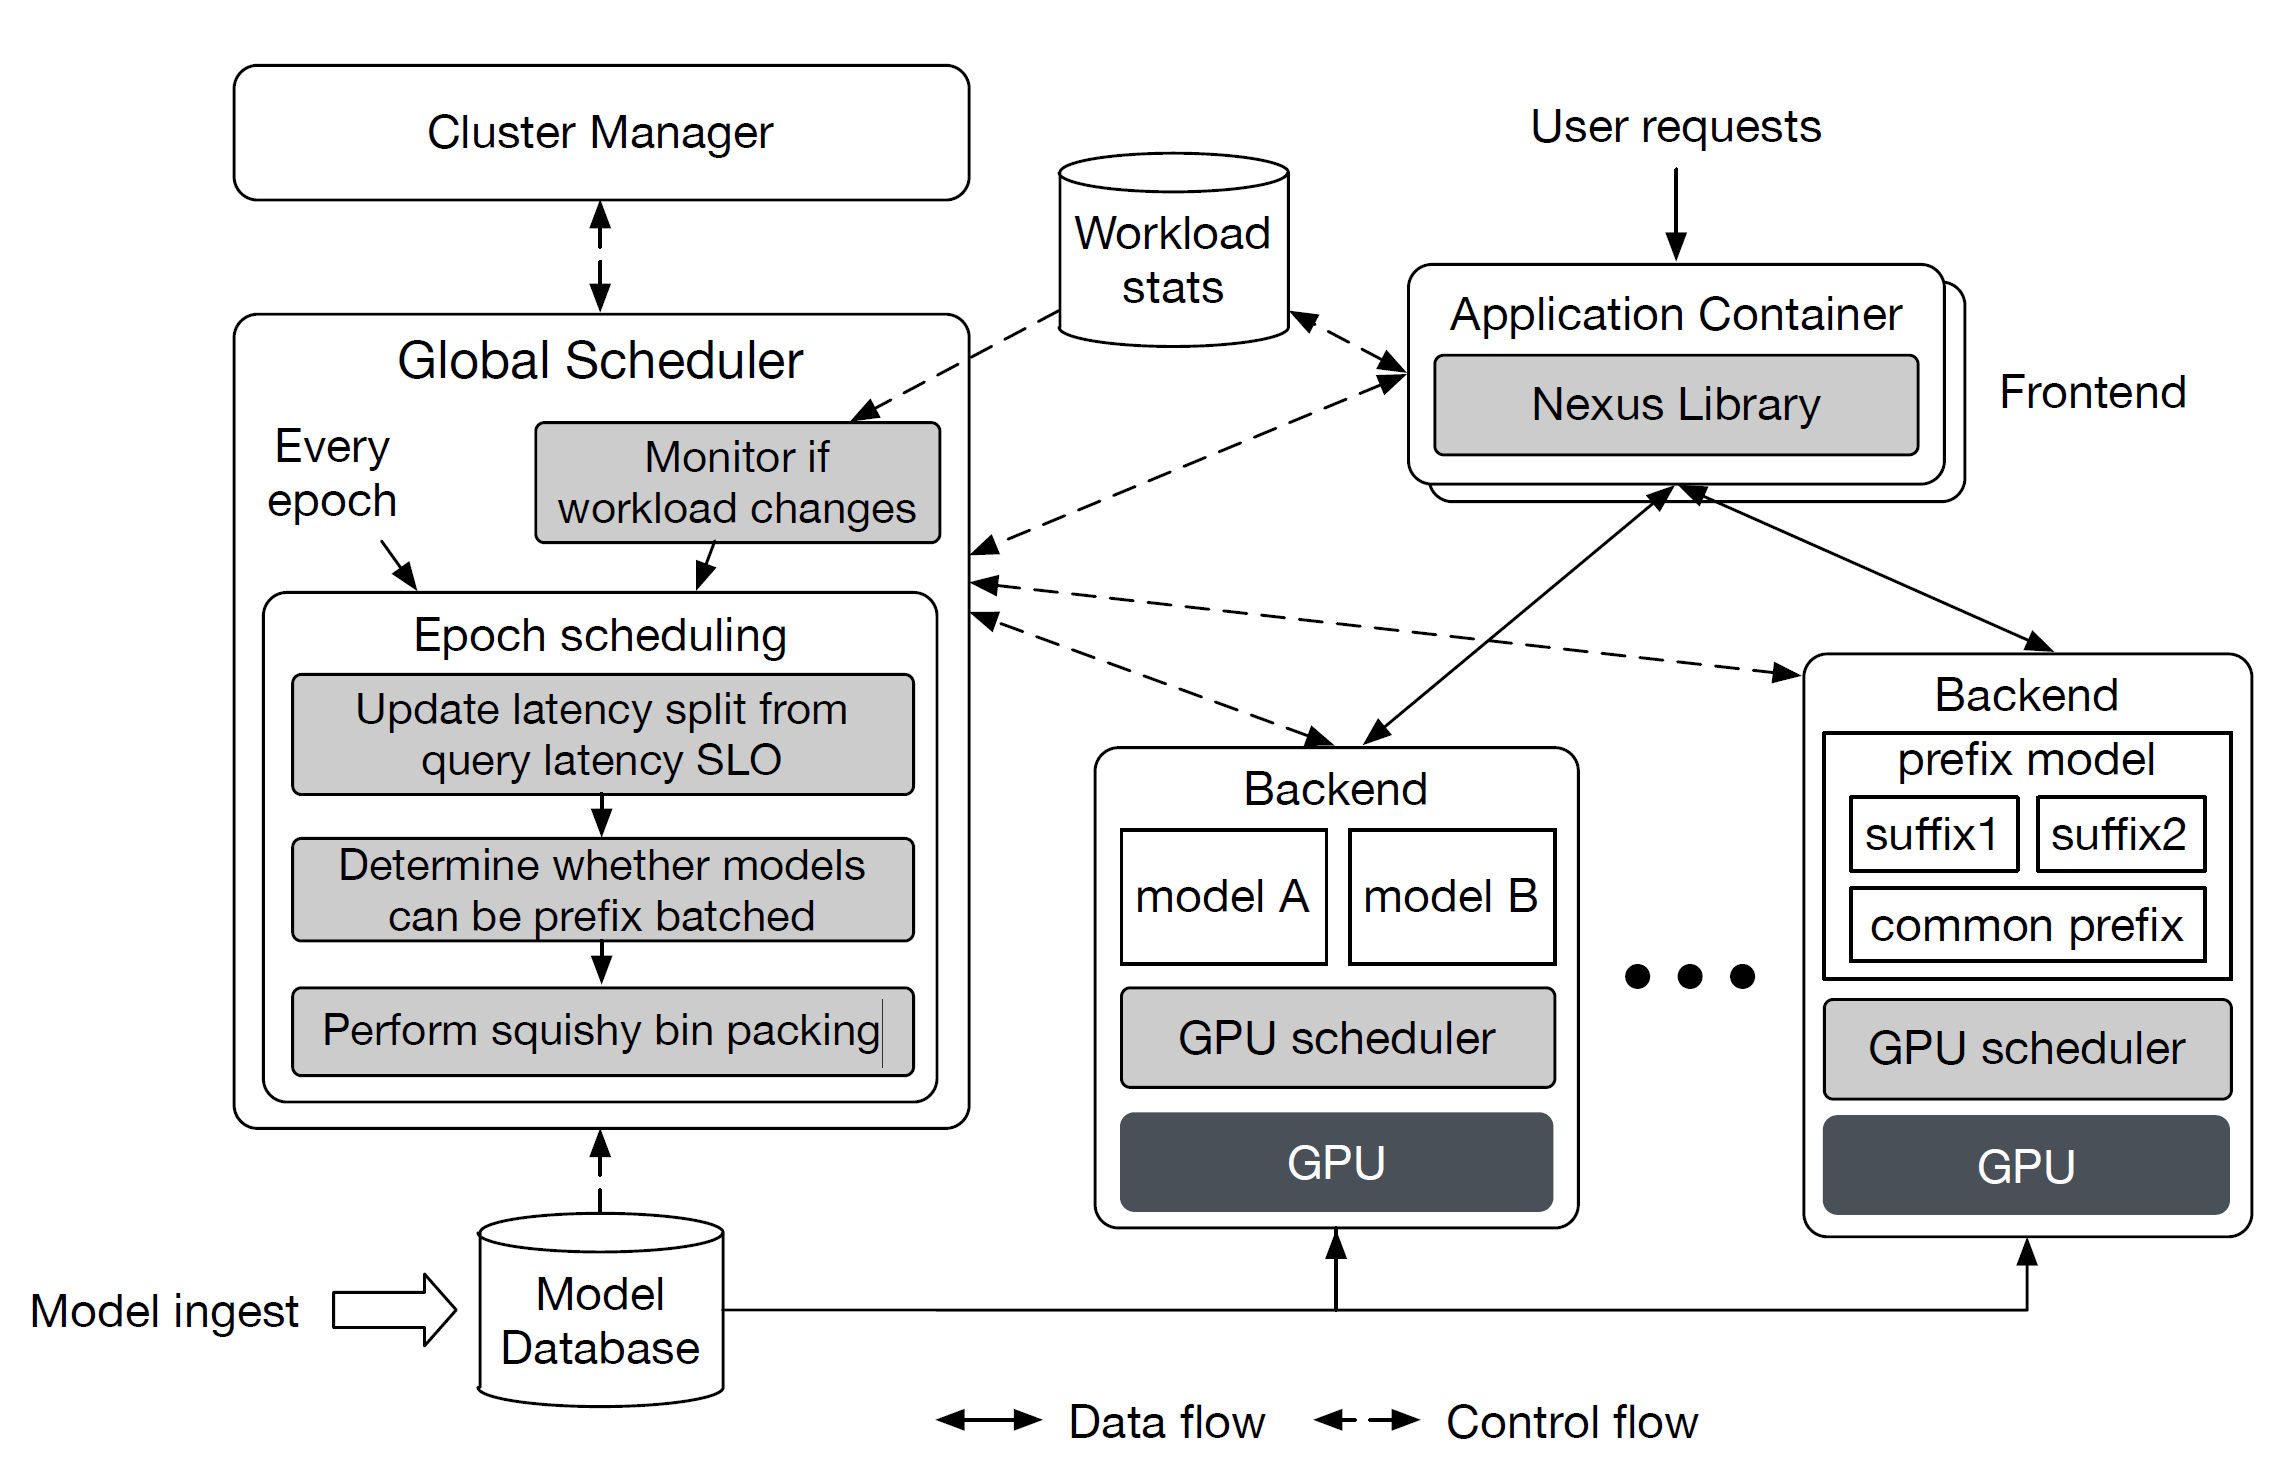 Cluster Manager
User requests
Workload
stats
Application Container
Nexus Library
Frontend
Global Scheduler
Every
epoch
Monitor if
workload changes
Epoch scheduling
Update latency split from
query latency SLO
Determine whether models
can be prefix batched
Perform squishy bin packing
Backend
model A
model B
GPU scheduler
GPU
Backend
prefix model
suffix1
suffix2
common prefix
GPU scheduler
GPU
Model ingest
Model
Database
Data flow
Control flow